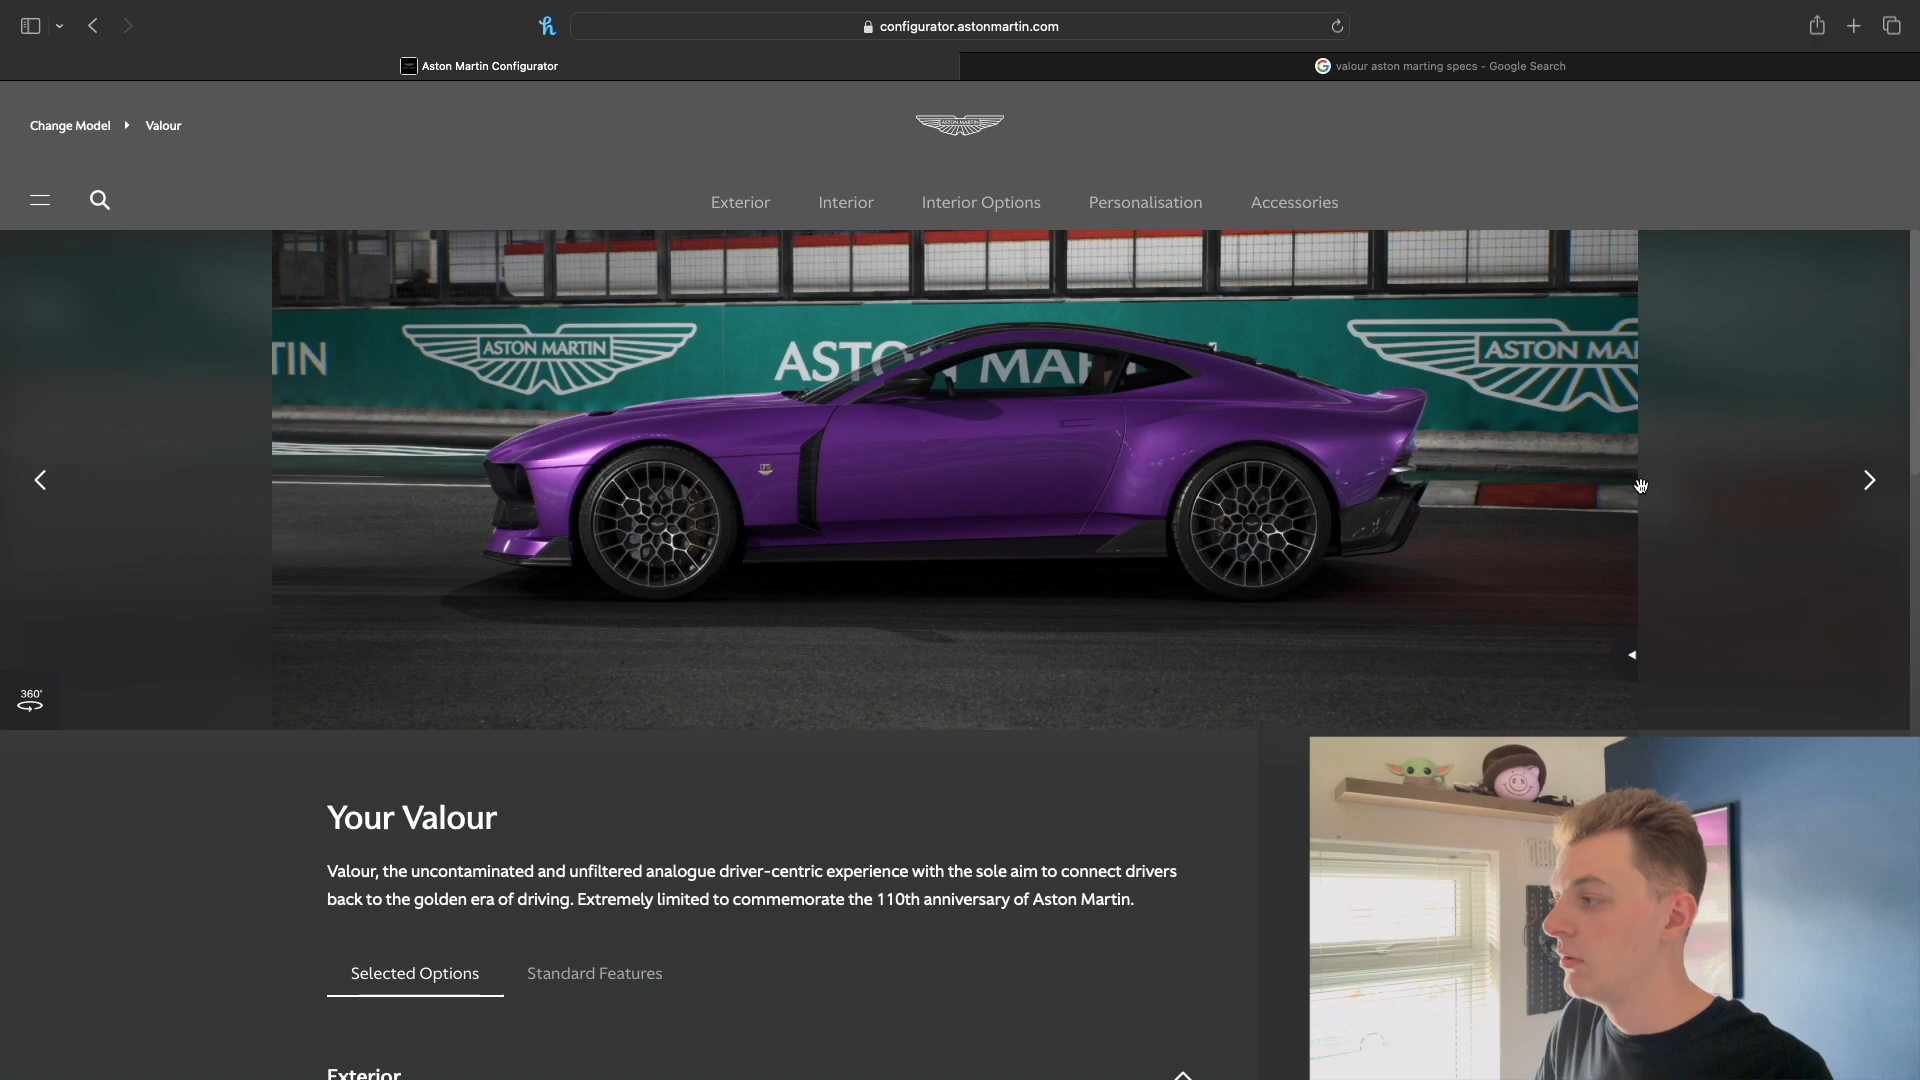 configurator.astonmartin.com
Aston Martin Configurator
valour aston marting specs - Google Search
Change Model
Valour
ASTON MARTIN
Exterior
Interior
Interior Options
Personalisation
Accessories
TIN
ASTON MARTIN
AST
MAR
ASTON MA
360°
Your Valour
Valour, the uncontaminated and unfiltered analogue driver-centric experience with the sole aim to connect drivers
back to the golden era of driving. Extremely limited to commemorate the 110th anniversary of Aston Martin.
Selected Options
Standard Features
Exterior